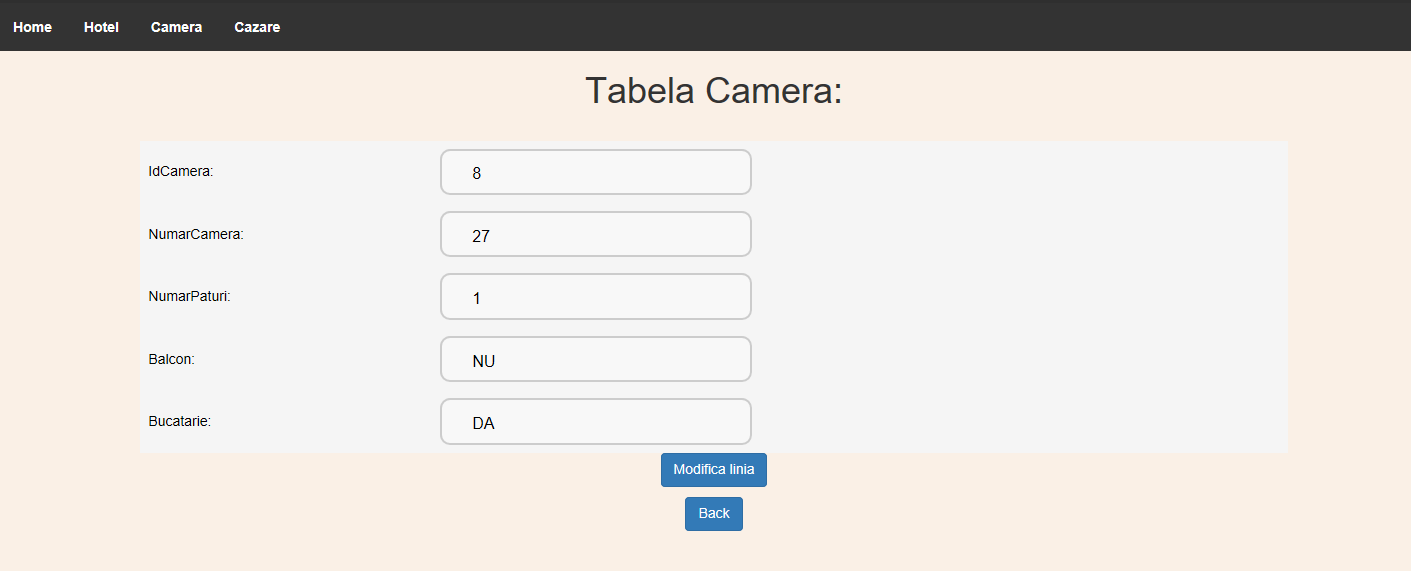 Home Hotel Camera Cazare
Tabela Camera:
IdCamera: 8
NumarCamera: 27
NumarPaturi: 1
Balcon: NU
Bucatarie: DA
Modifica linia
Back